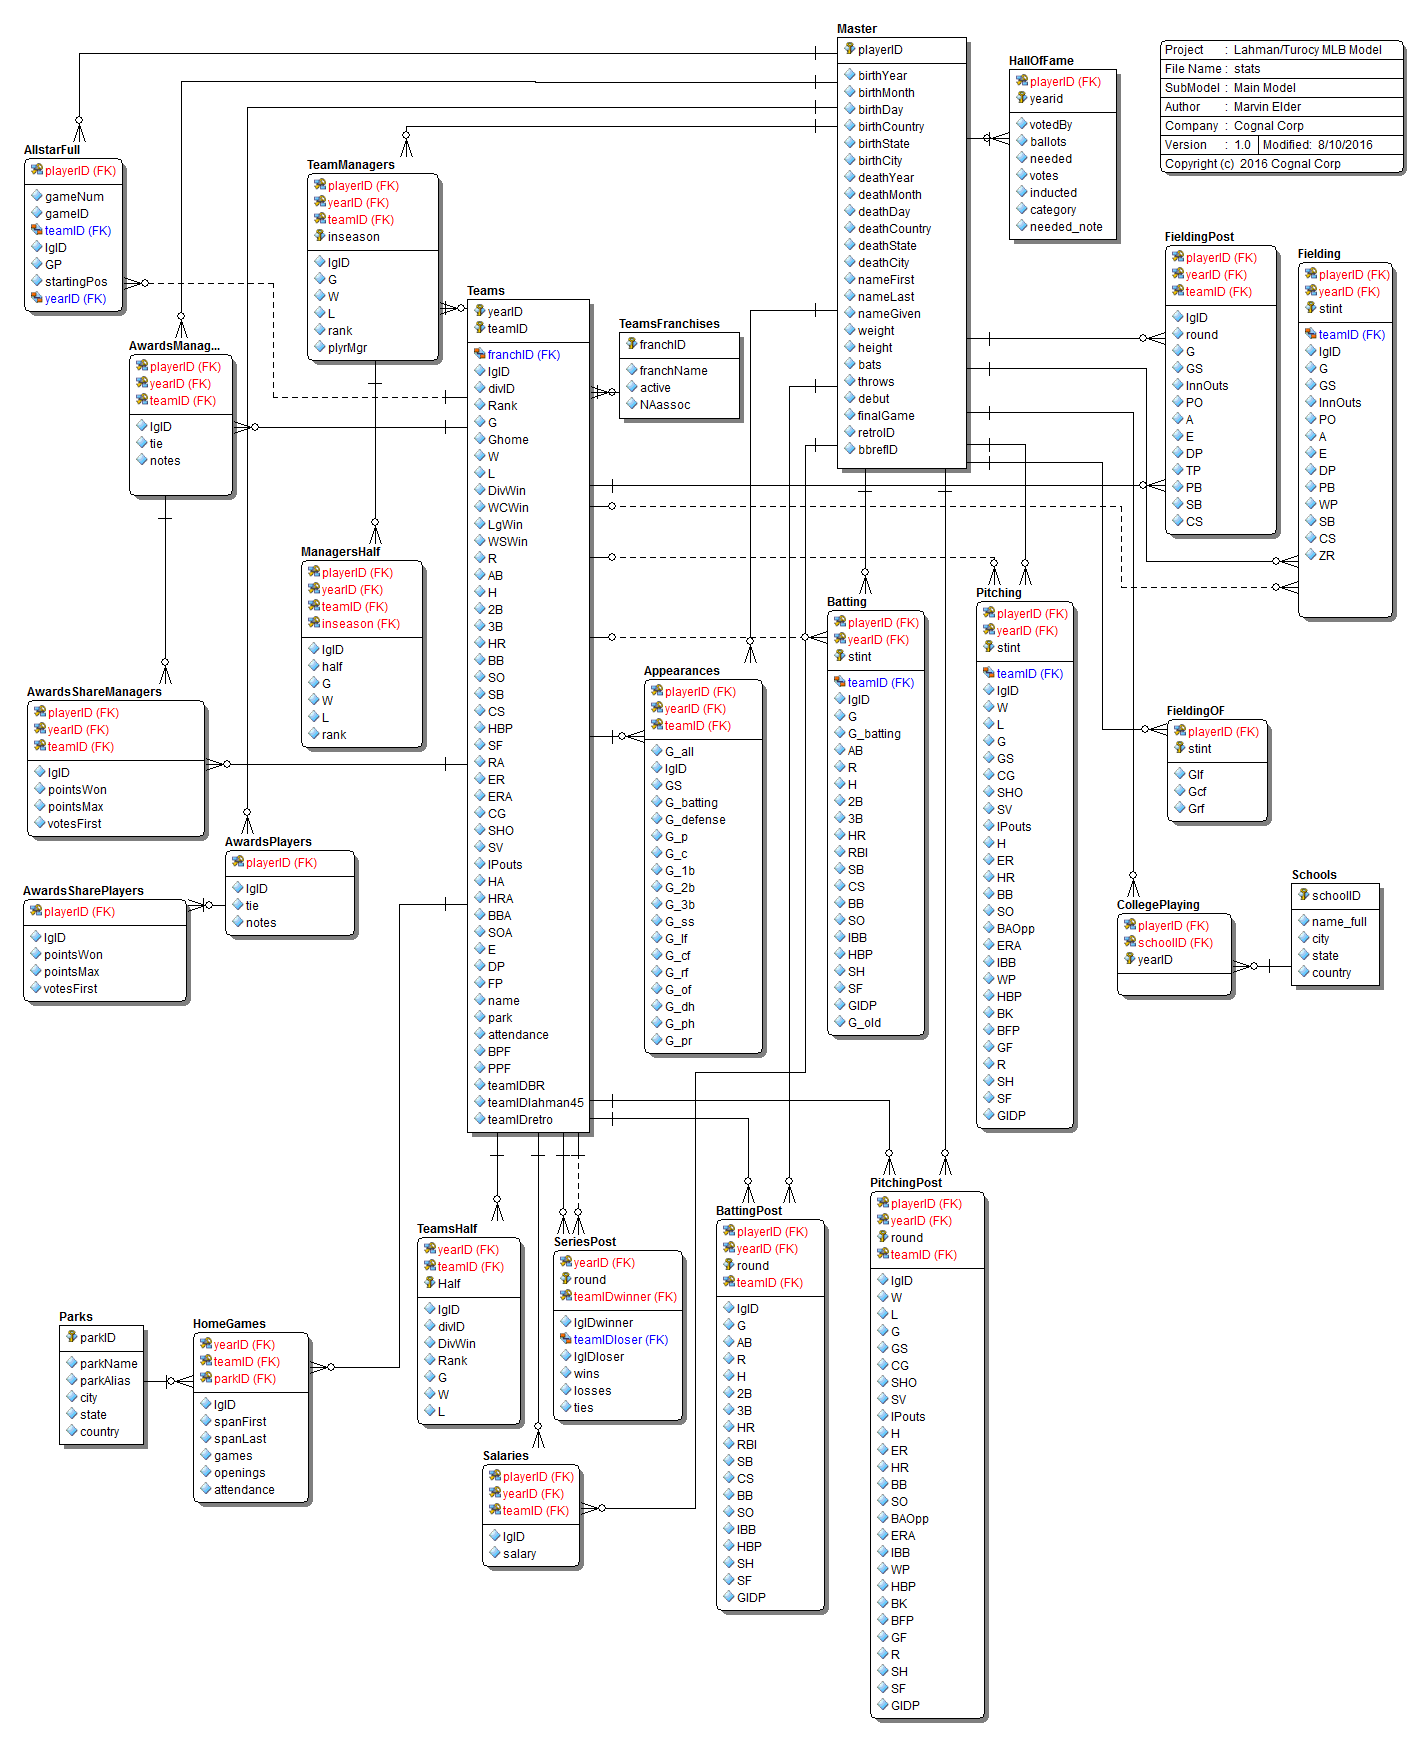 Master
playerID
birthYear
birthMonth
birthDay
birthCountry
birthState
birthCity
deathYear
deathMonth
deathDay
deathCountry
deathState
deathCity
nameFirst
nameLast
nameGiven
weight
height
bats
throws
debut
finalGame
retroID
bbrefID
HallOfFame
playerID (FK)
yearid
votedBy
ballots
needed
votes
inducted
category
needed_note
Project : Lahman/Turocy MLB Model
File Name : stats
SubModel : Main Model
Author : Marvin Elder
Company : Cognal Corp
Version : 1.0 Modified: 8/10/2016
Copyright (c) 2016 Cognal Corp
AllstarFull
playerID (FK)
gameNum
gameID
teamID (FK)
lgID
GP
startingPos
yearID (FK)
TeamManagers
playerID (FK)
yearID (FK)
teamID (FK)
inseason
lgID
G
W
L
rank
plyrMgr
FieldingPost
playerID (FK)
yearID (FK)
teamID (FK)
lgID
round
G
GS
InnOuts
PO
A
E
DP
TP
PB
SB
CS
Fielding
playerID (FK)
yearID (FK)
stint
teamID (FK)
lgID
G
GS
InnOuts
PO
A
E
DP
PB
WP
SB
CS
ZR
Teams
yearID
teamID
franchID (FK)
lgID
divID
Rank
G
Ghome
W
L
DivWin
WCWin
LgWin
WSWin
R
AB
H
2B
3B
HR
BB
SO
SB
CS
HBP
SF
RA
ER
ERA
CG
SHO
SV
IPouts
HA
HRA
BBA
SOA
E
DP
FP
name
park
attendance
BPF
PPF
teamIDBR
teamIDlahman45
teamIDretro
TeamsFranchises
franchID
franchName
active
NAassoc
AwardsManag...
playerID (FK)
yearID (FK)
teamID (FK)
lgID
tie
notes
ManagersHalf
playerID (FK)
yearID (FK)
teamID (FK)
inseason (FK)
lgID
half
G
W
L
rank
AwardsShareManagers
playerID (FK)
yearID (FK)
teamID (FK)
lgID
pointsWon
pointsMax
votesFirst
AwardsPlayers
playerID (FK)
lgID
tie
notes
AwardsSharePlayers
playerID (FK)
lgID
pointsWon
pointsMax
votesFirst
Appearances
playerID (FK)
yearID (FK)
teamID (FK)
G_all
lgID
GS
G_batting
G_defense
G_p
G_c
G_1b
G_2b
G_3b
G_ss
G_lf
G_cf
G_rf
G_of
G_dh
G_ph
G_pr
Batting
playerID (FK)
yearID (FK)
stint
teamID (FK)
lgID
G
G_batting
AB
R
H
2B
3B
HR
RBI
SB
CS
BB
SO
IBB
HBP
SH
SF
GIDP
G_old
Pitching
playerID (FK)
yearID (FK)
stint
teamID (FK)
lgID
W
L
G
GS
CG
SHO
SV
IPouts
H
ER
HR
BB
SO
BAOpp
ERA
IBB
WP
HBP
BK
BFP
GF
R
SH
SF
GIDP
FieldingOF
playerID (FK)
stint
Glf
Gcf
Grf
CollegePlaying
playerID (FK)
schoolID (FK)
yearID
Schools
schoolID
name_full
city
state
country
PitchingPost
playerID (FK)
yearID (FK)
round
teamID (FK)
lgID
W
L
G
GS
CG
SHO
SV
IPouts
H
ER
HR
BB
SO
BAOpp
ERA
IBB
WP
HBP
BK
BFP
GF
R
SH
SF
GIDP
BattingPost
playerID (FK)
yearID (FK)
round
teamID (FK)
lgID
G
AB
R
H
2B
3B
HR
RBI
SB
CS
BB
SO
IBB
HBP
SH
SF
GIDP
TeamsHalf
yearID (FK)
teamID (FK)
Half
lgID
divID
DivWin
Rank
G
W
L
SeriesPost
yearID (FK)
round
teamIDwinner (FK)
lgIDwinner
teamIDloser (FK)
lgIDloser
wins
losses
ties
Parks
parkID
parkName
parkAlias
city
state
country
HomeGames
yearID (FK)
teamID (FK)
parkID (FK)
lgID
spanFirst
spanLast
games
openings
attendance
Salaries
playerID (FK)
yearID (FK)
teamID (FK)
lgID
salary